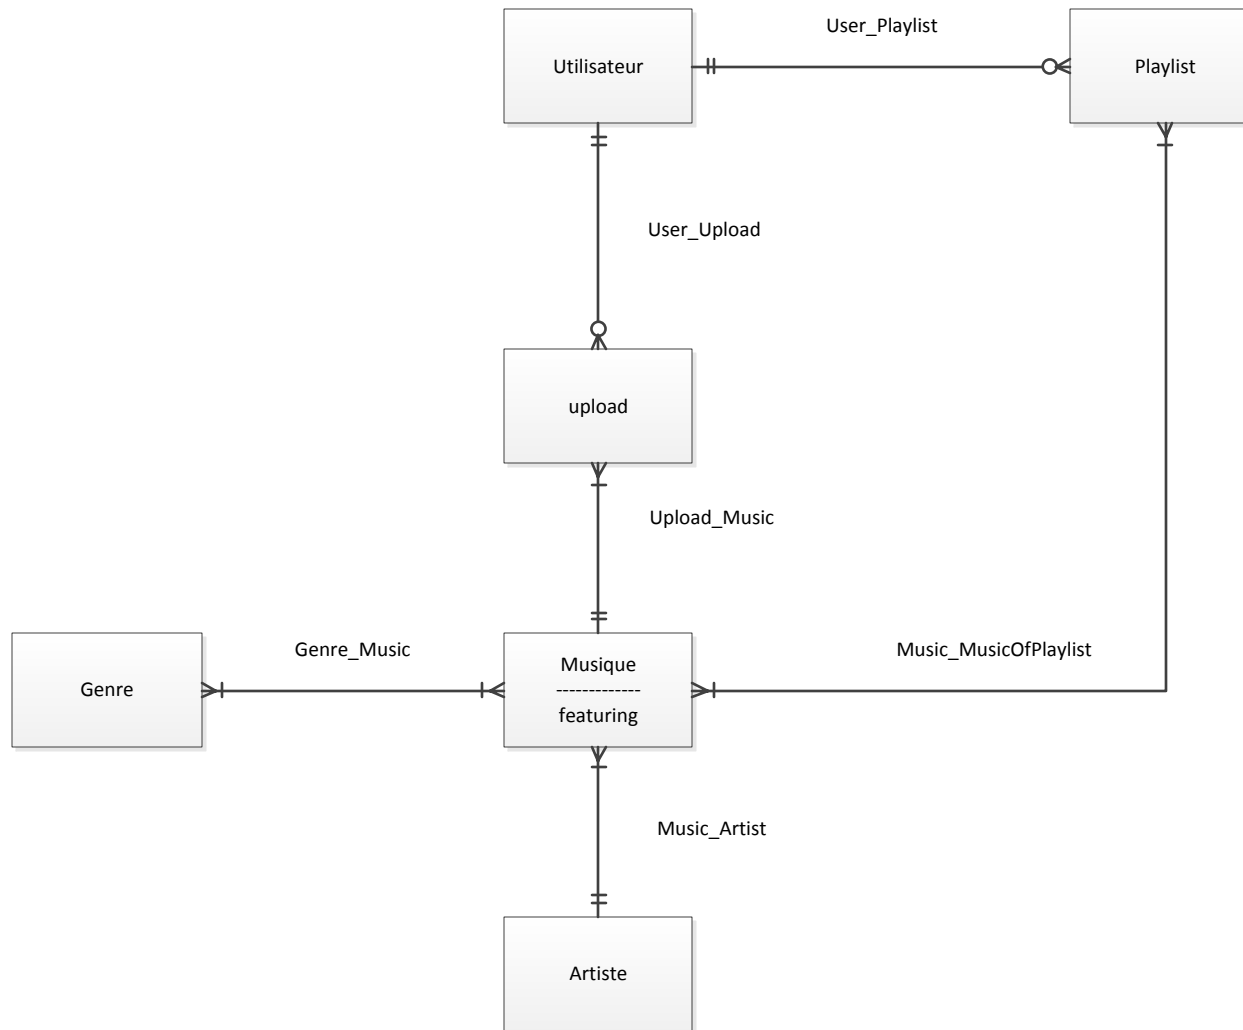 User_Playlist
Utilisateur
Playlist
User_Upload
upload
Upload_Music
Genre_Music
Music_MusicOfPlaylist
Genre
Musique
-------------
featuring
Music_Artist
Artiste